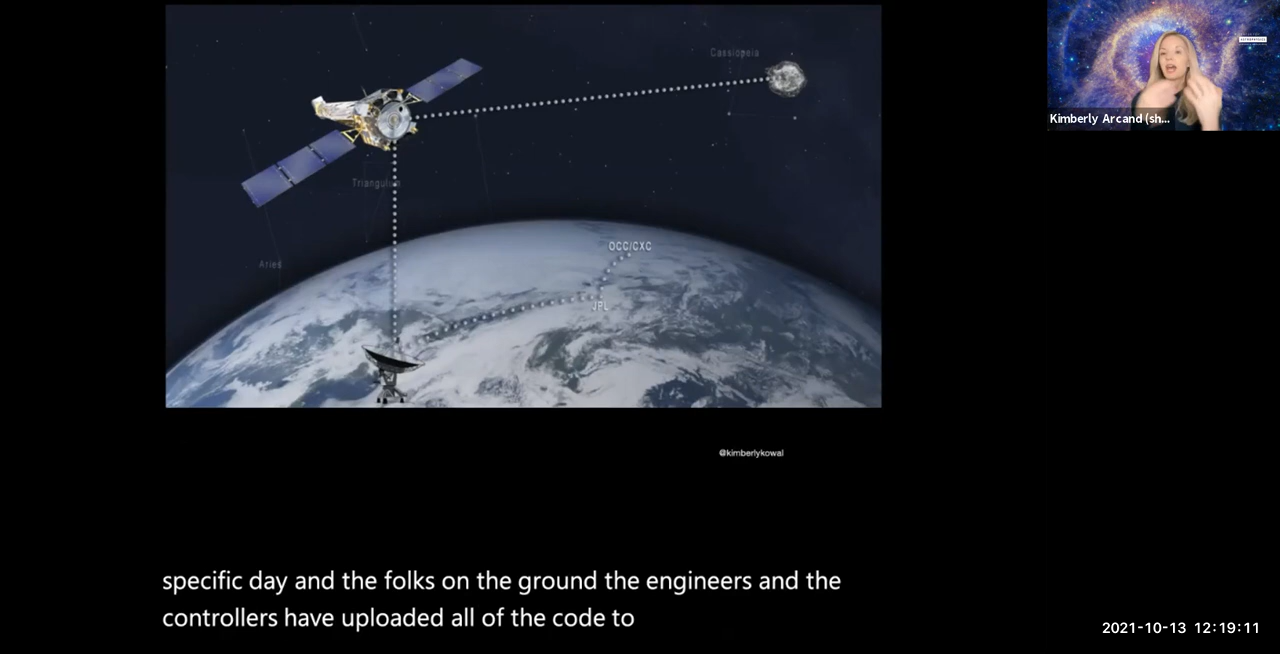 Cassiopeia
Triangulum
Aries
OCC/CXC
JPL
Kimberly Arcand (sh...
@kimberlykowal
specific day and the folks on the ground the engineers and the
controllers have uploaded all of the code to
2021-10-13 12:19:11